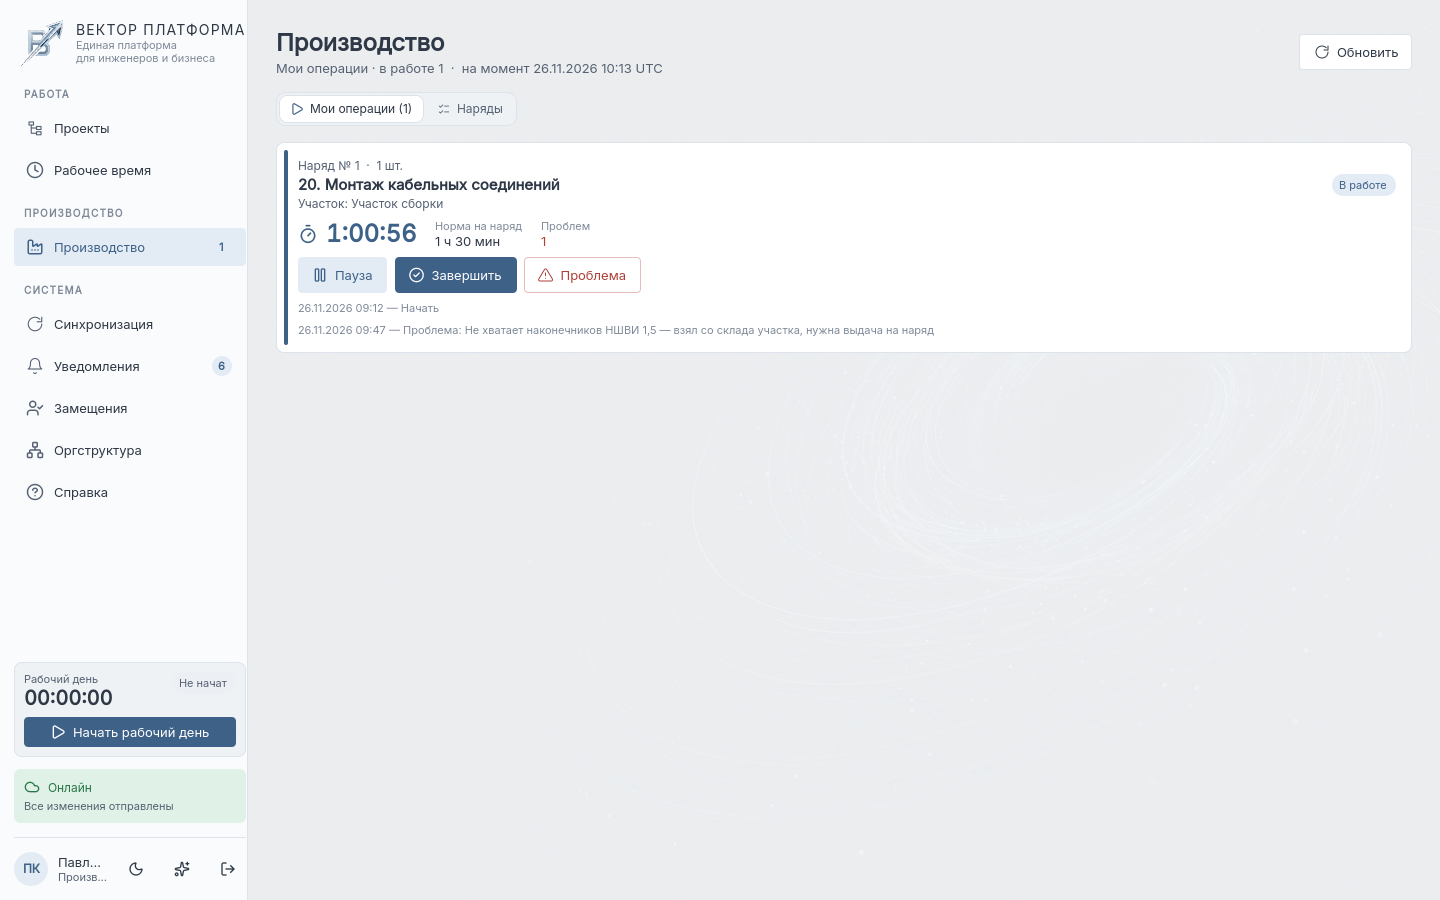 ВЕКТОР ПЛАТФОРМА
Единая платформа
для инженеров и бизнеса
РАБОТА
Проекты
Рабочее время
ПРОИЗВОДСТВО
Производство 1
СИСТЕМА
Синхронизация
Уведомления 6
Замещения
Оргструктура
Справка
Рабочий день
Не начат
00:00:00
Начать рабочий день
Онлайн
Все изменения отправлены
ПК
Павл...
Произв...
Производство
Мои операции · в работе 1 · на момент 26.11.2026 10:13 UTC
Обновить
Мои операции (1)
Наряды
Наряд № 1 · 1 шт.
20. Монтаж кабельных соединений
В работе
Участок: Участок сборки
1:00:56
Норма на наряд
1 ч 30 мин
Проблем
1
Пауза
Завершить
Проблема
26.11.2026 09:12 — Начать
26.11.2026 09:47 — Проблема: Не хватает наконечников НШВИ 1,5 — взял со склада участка, нужна выдача на наряд